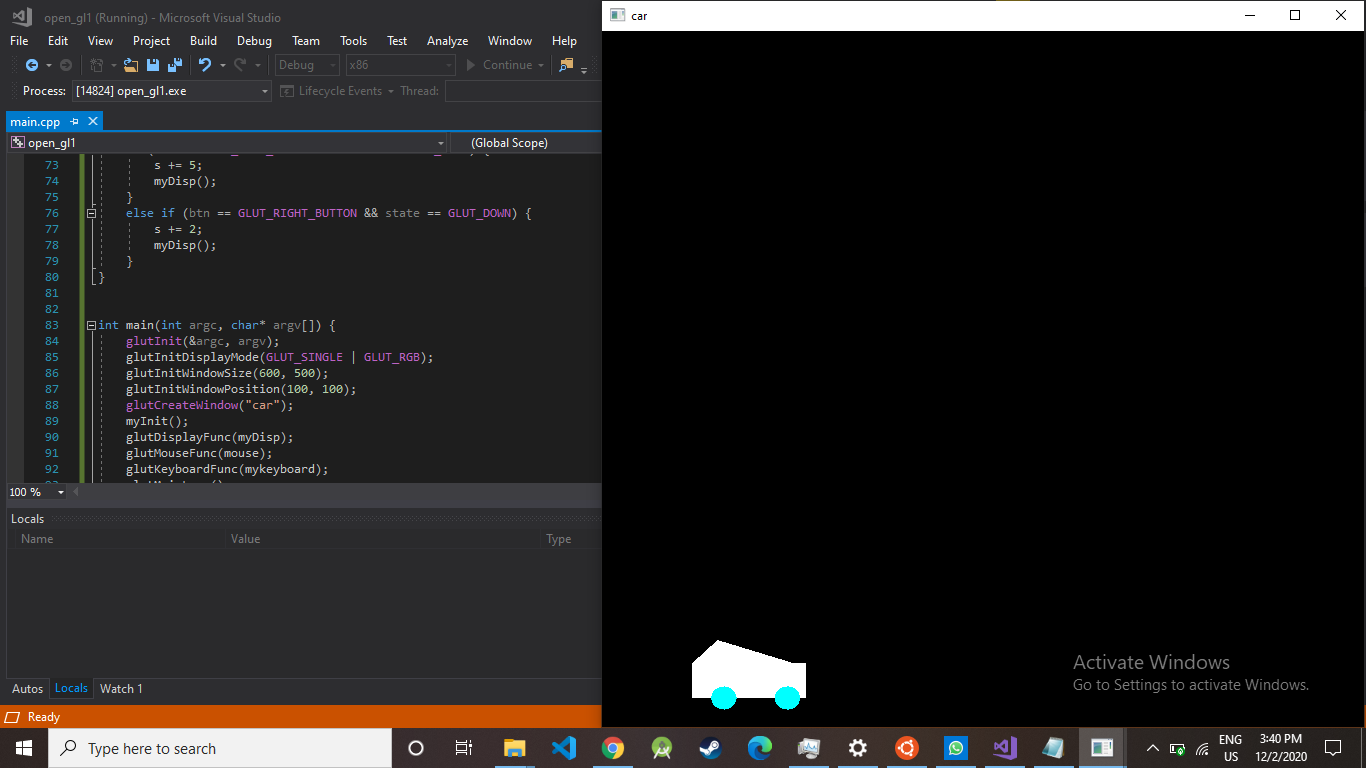 open_gl1 (Running) - Microsoft Visual Studio
File Edit View Project Build Debug Team Tools Test Analyze Window Help
Debug x86 Continue
Process: [14824] open_gl1.exe Lifecycle Events Thread:
main.cpp
open_gl1 (Global Scope)
73 s += 5;
74 myDisp();
75 }
76 else if (btn == GLUT_RIGHT_BUTTON && state == GLUT_DOWN) {
77 s += 2;
78 myDisp();
79 }
80 }
81
82
83 int main(int argc, char* argv[]) {
84 glutInit(&argc, argv);
85 glutInitDisplayMode(GLUT_SINGLE | GLUT_RGB);
86 glutInitWindowSize(600, 500);
87 glutInitWindowPosition(100, 100);
88 glutCreateWindow("car");
89 myInit();
90 glutDisplayFunc(myDisp);
91 glutMouseFunc(mouse);
92 glutKeyboardFunc(mykeyboard);
100 %
Locals
Name Value Type
Autos Locals Watch 1
Ready
car
Activate Windows
Go to Settings to activate Windows.
Type here to search
ENG
US
3:40 PM
12/2/2020